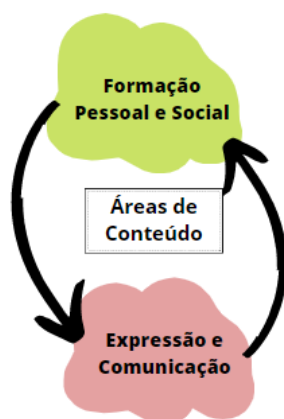 Formação
Pessoal e Social
Áreas de
Conteúdo
Expressão e
Comunicação